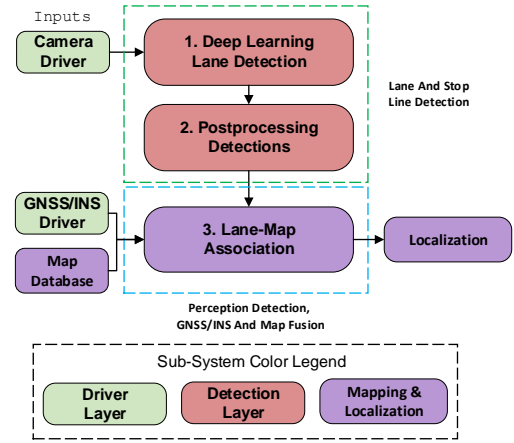 Inputs
Camera
Driver
1. Deep Learning
Lane Detection
Lane And Stop
Line Detection
2. Postprocessing
Detections
GNSS/INS
Driver
Map
Database
3. Lane-Map
Association
Localization
Perception Detection,
GNSS/INS And Map Fusion
Sub-System Color Legend
Driver
Layer
Detection
Layer
Mapping &
Localization